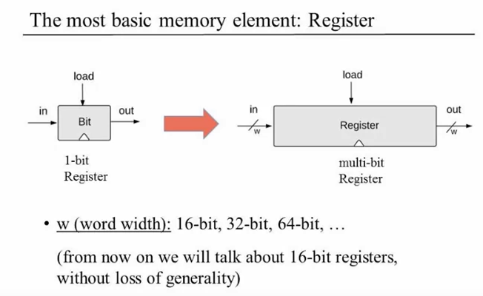 The most basic memory element: Register
load
load
in
out
in
out
Bit
Register
w
w
1-bit
Register
multi-bit
Register
• w (word width): 16-bit, 32-bit, 64-bit, …
(from now on we will talk about 16-bit registers,
without loss of generality)